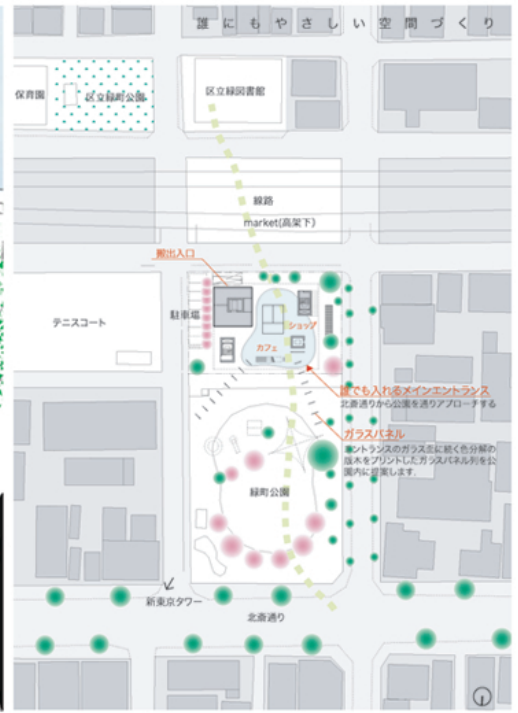 誰にもやさしい空間づくり
保育園
区立緑町公園
区立緑図書館
線路
market(高架下)
搬出入口
駐車場
テニスコート
ショップ
カフェ
誰でも入れるメインエントランス
北斎通りから公園を通りアプローチする
ガラスパネル
エントランスのガラス壁に続く色分解の
版木をプリントしたガラスパネル列を公
園内に提案します.
緑町公園
新東京タワー
北斎通り